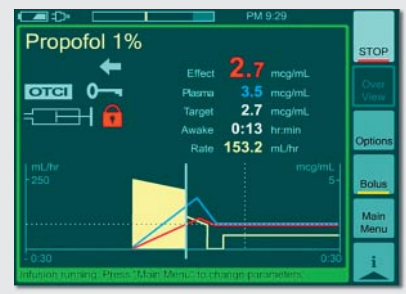 PM 9:29
Propofol 1%
STOP
Effect 2.7 mcg/mL
Over View
OTCI
Plasma 3.5 mcg/mL
Target 2.7 mcg/mL
Awake 0:13 hr:min
Options
Rate 153.2 mL/hr
mL/hr mcg/mL
250 5
Bolus
Main
Menu
- 0:30 0:30
i
Infusion running. Press "Main Menu" to change parameters.